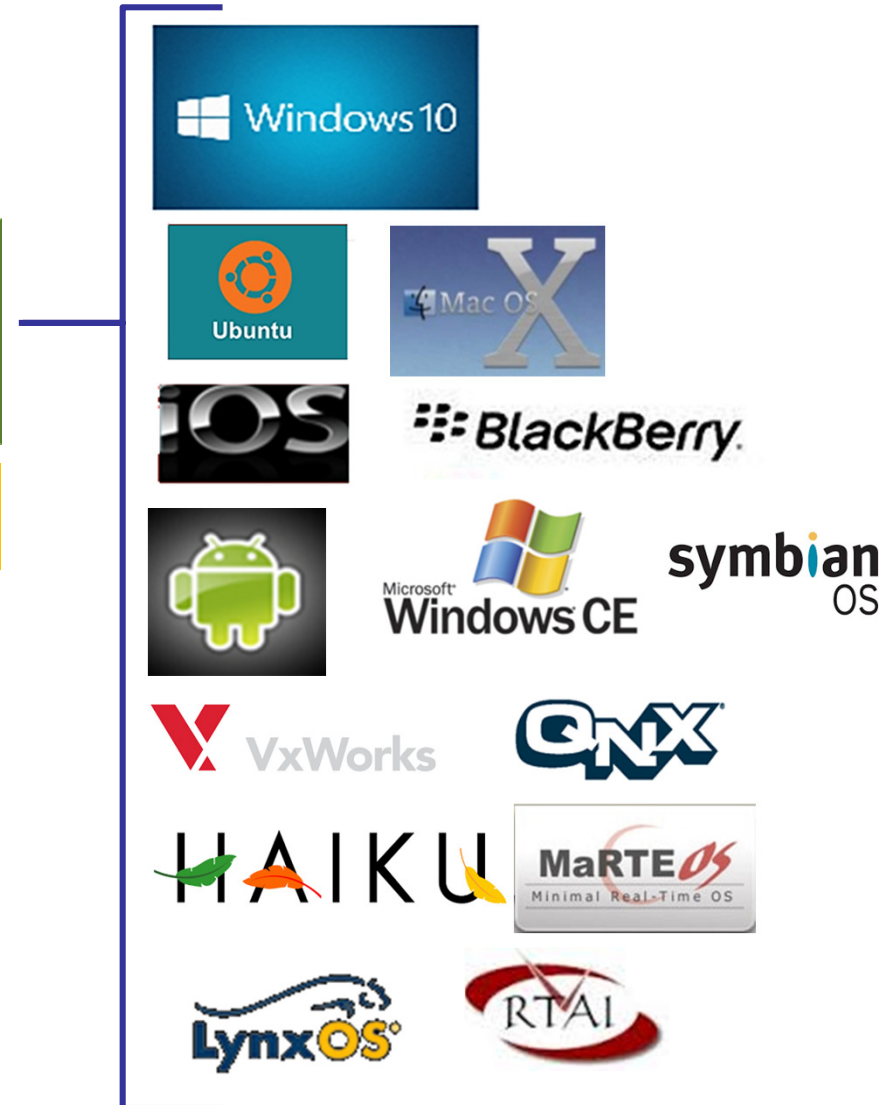 Windows 10
Ubuntu
Mac OS X
iOS
BlackBerry.
Microsoft
Windows CE
symbian
OS
VxWorks
QNX
HAIKU
MaRTE OS
Minimal Real-Time OS
LynxOS
RTAI